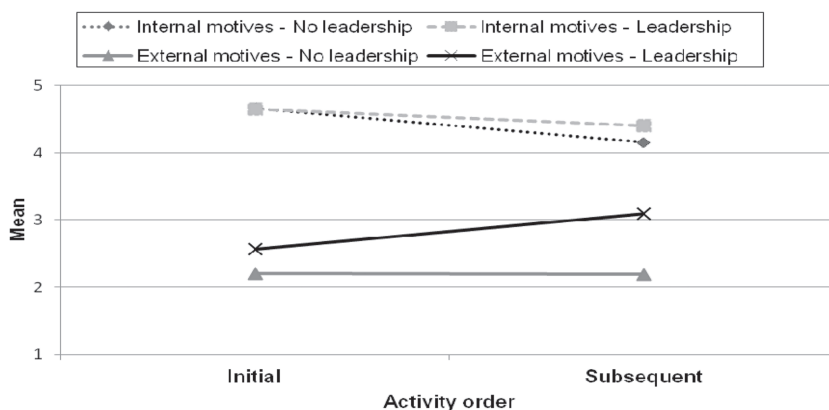 Internal motives - No leadership Internal motives - Leadership
External motives - No leadership External motives - Leadership
5
4
3
2
1
Mean
Initial Subsequent
Activity order